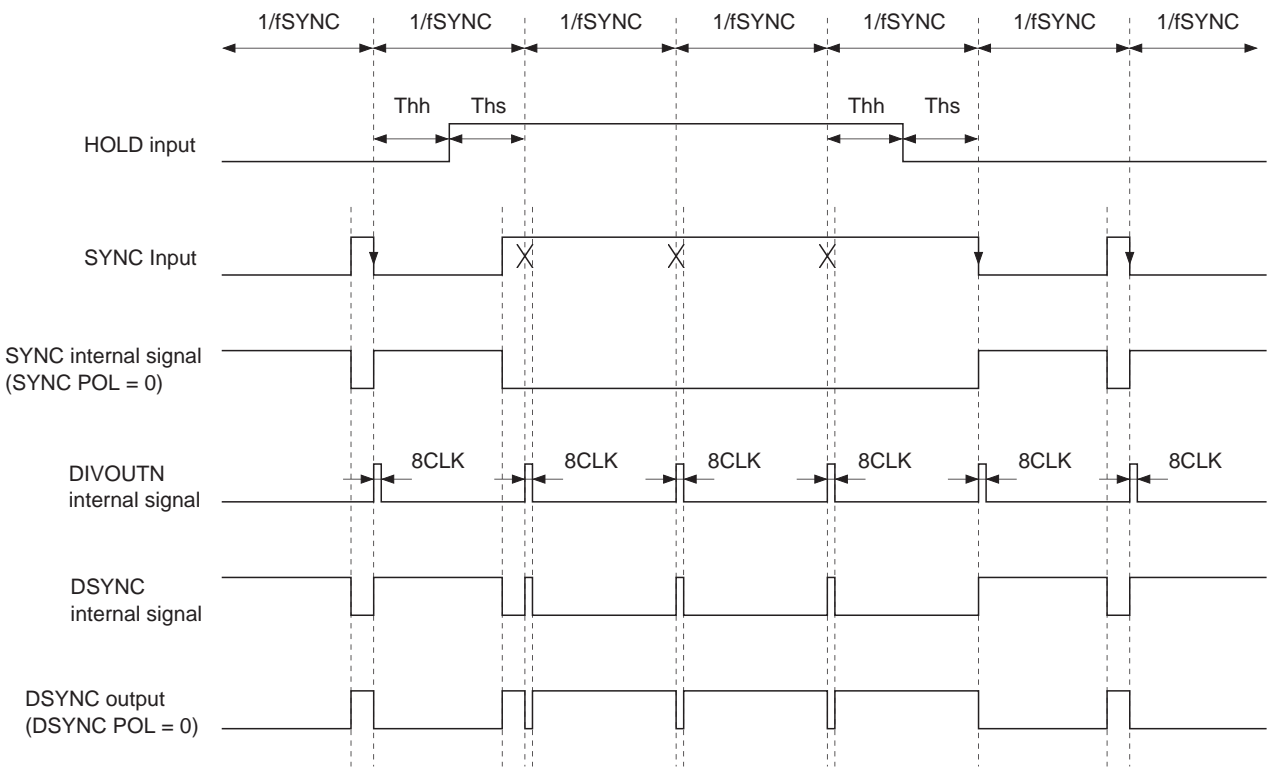 1/fSYNC 1/fSYNC 1/fSYNC 1/fSYNC 1/fSYNC 1/fSYNC 1/fSYNC
Thh Ths Thh Ths
HOLD input
SYNC Input
SYNC internal signal
(SYNC POL = 0)
8CLK 8CLK 8CLK 8CLK 8CLK 8CLK
DIVOUTN
internal signal
DSYNC
internal signal
DSYNC output
(DSYNC POL = 0)